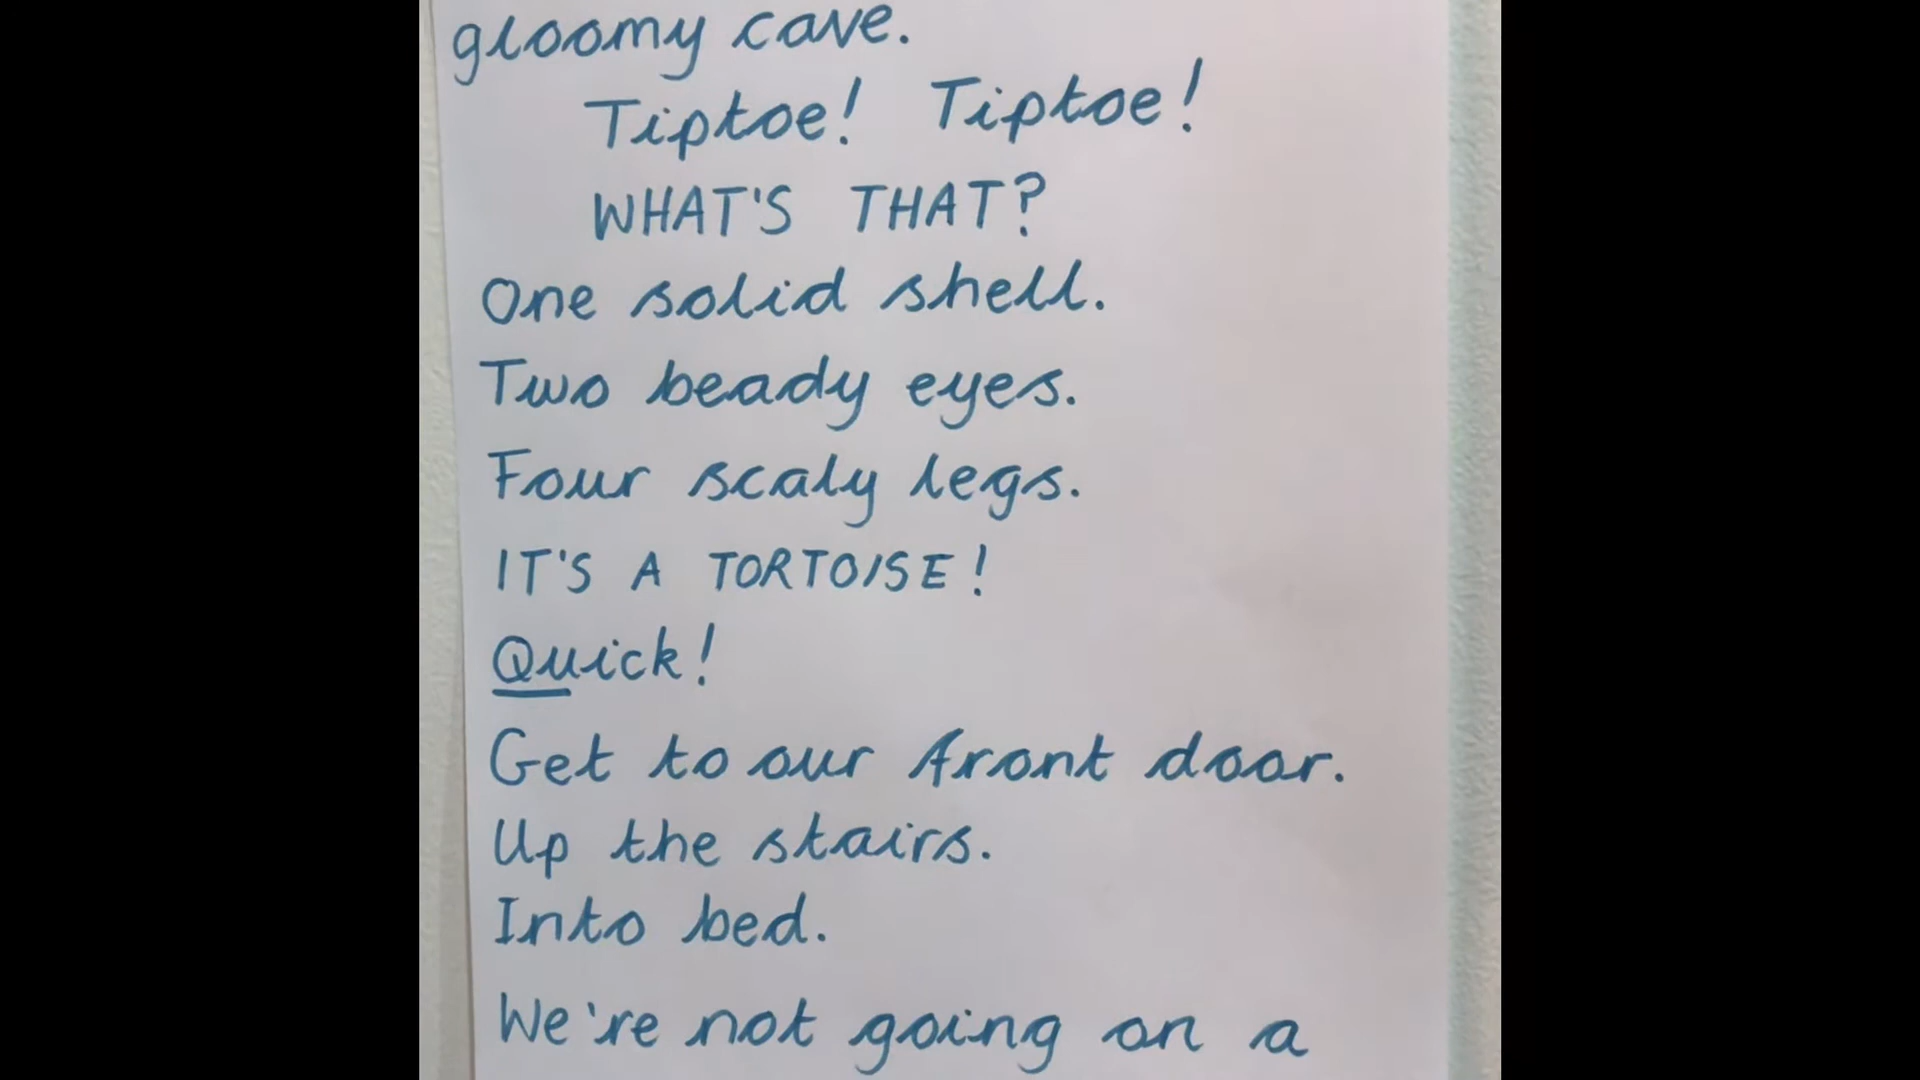 gloomy cave.
Tiptoe! Tiptoe!
WHAT'S THAT?
One solid shell.
Two beady eyes.
Four scaly legs.
IT'S A TORTOISE!
Quick!
Get to our front door.
Up the stairs.
Into bed.
We're not going on a